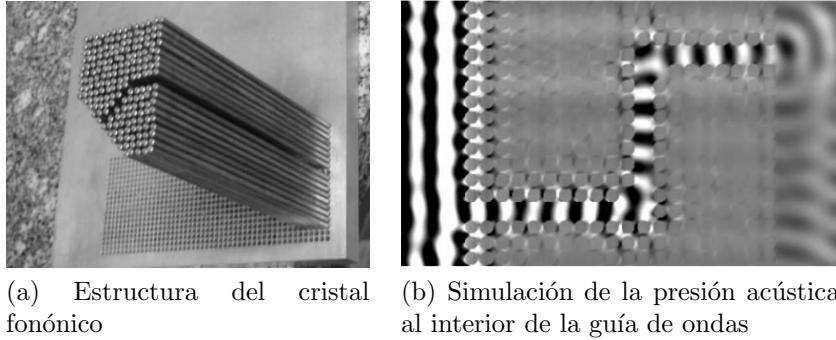 (a) Estructura del cristal
fonónico
(b) Simulación de la presión acústica
al interior de la guía de ondas